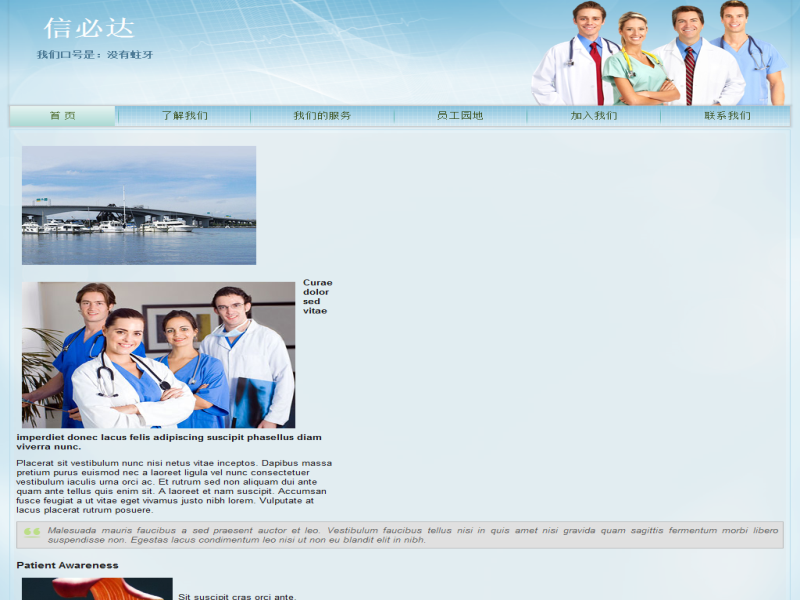 信必达
我们口号是：没有蛀牙
首 页
了解我们
我们的服务
员工园地
加入我们
联系我们
Curae
dolor
sed
vitae
imperdiet donec lacus felis adipiscing suscipit phasellus diam
viverra nunc.
Placerat sit vestibulum nunc nisi netus vitae inceptos. Dapibus massa
pretium purus euismod nec a laoreet ligula vel nunc consectetuer
vestibulum iaculis urna orci ac. Et rutrum sed non aliquam dui ante
quam ante tellus quis enim sit. A laoreet et nam suscipit. Accumsan
fusce feugiat a ut vitae eget vivamus justo nibh lorem. Vulputate at
lacus placerat rutrum posuere.
Malesuada mauris faucibus a sed praesent auctor et leo. Vestibulum faucibus tellus nisi in quis amet nisi gravida quam sagittis fermentum morbi libero
suspendisse non. Egestas lacus condimentum leo nisi ut non eu blandit elit in nibh.
Patient Awareness
Sit suscipit cras orci ante.